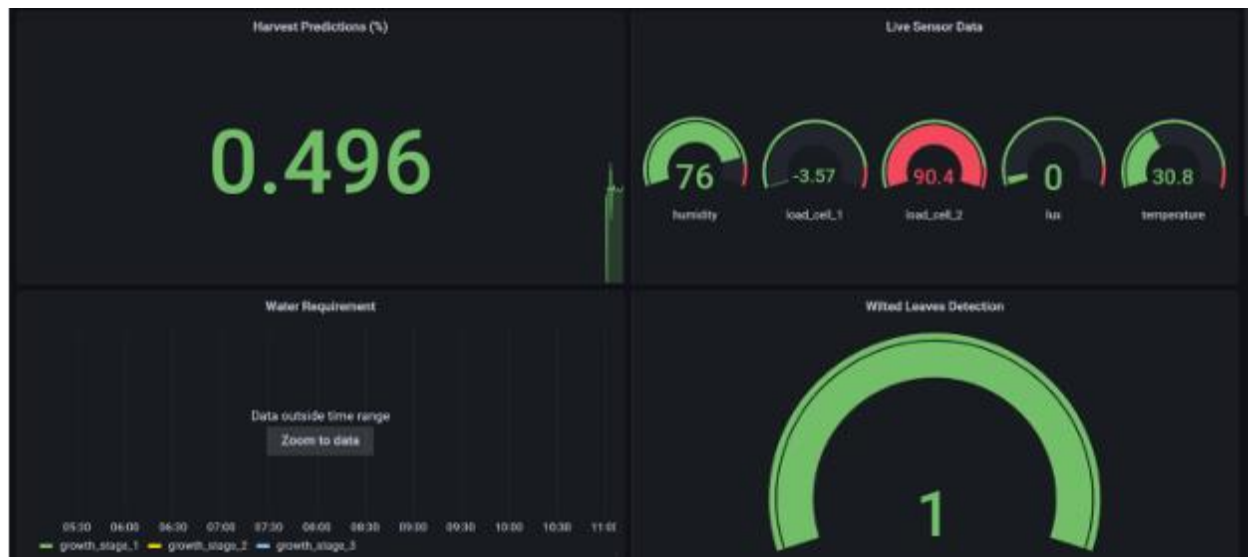 Harvest Predictions (%)
0.496
Live Sensor Data
76 -3.57 90.4 0 30.8
humidity load_cell_1 load_cell_2 lux temperature
Water Requirement
Data outside time range
Zoom to data
05:30 06:00 06:30 07:00 07:30 08:00 08:30 09:00 09:30 10:00 10:30 11:00
growth_stage_1 growth_stage_2 growth_stage_3
Wilted Leaves Detection
1